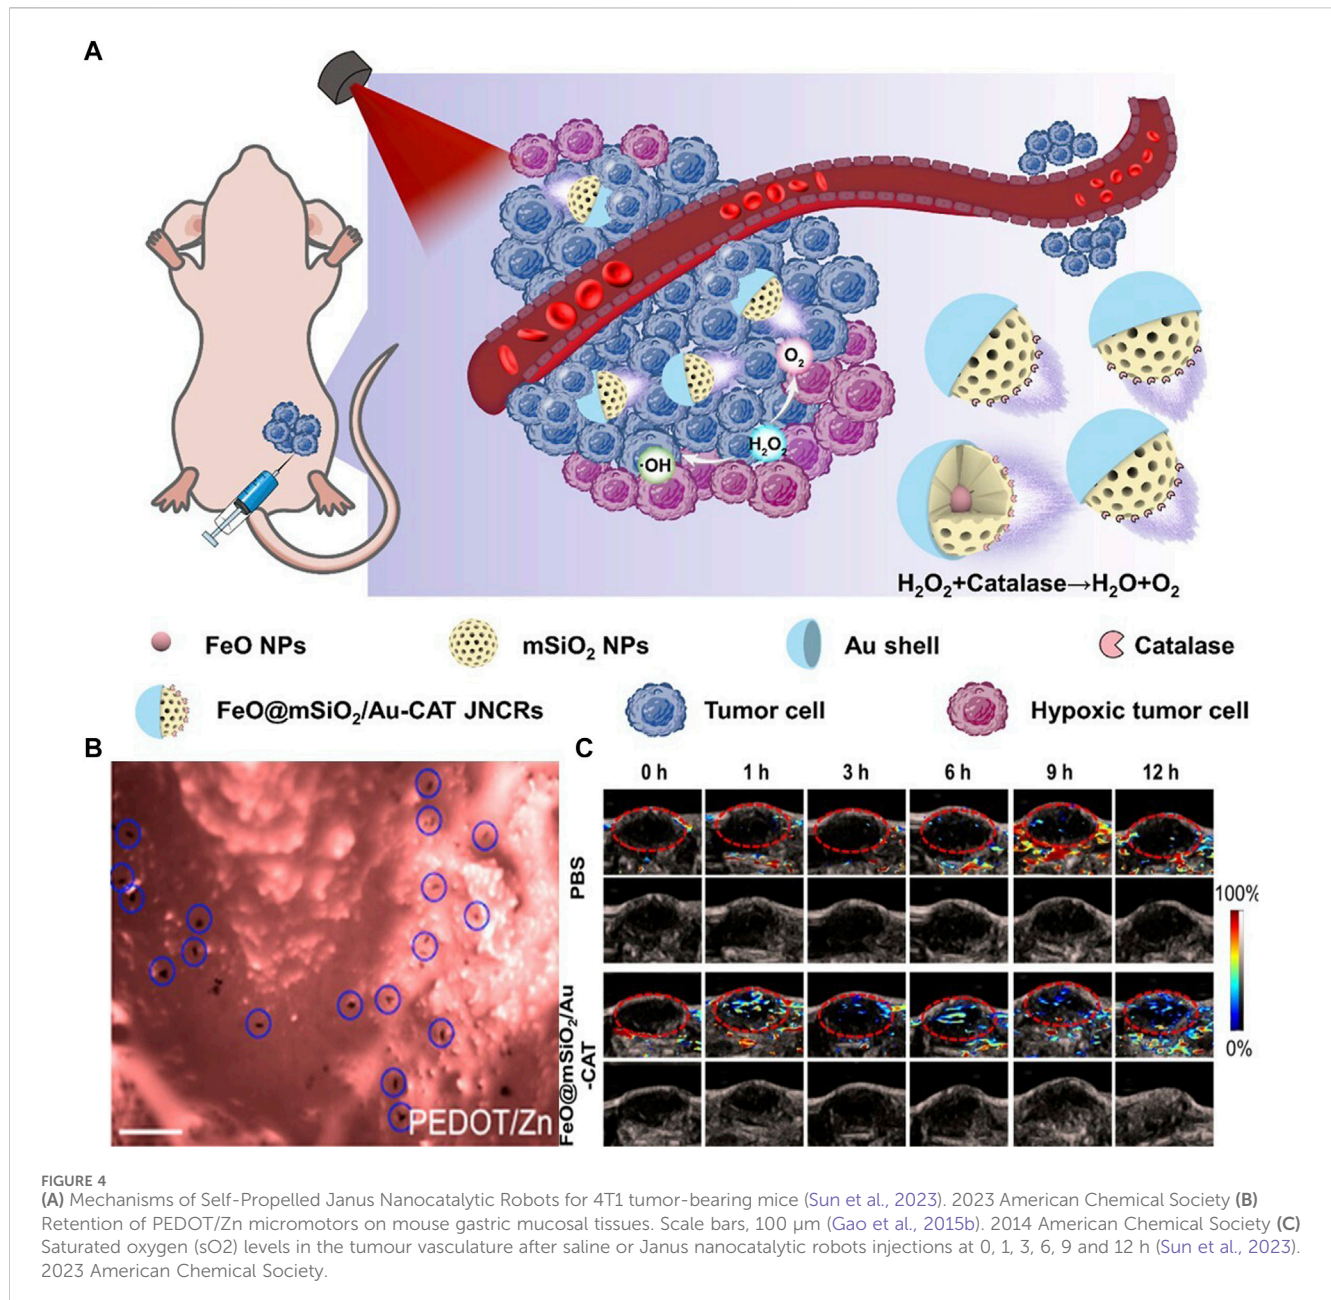 A
O₂
H₂O₂
·OH
H₂O₂+Catalase→H₂O+O₂
FeO NPs
mSiO₂ NPs
Au shell
Catalase
FeO@mSiO₂/Au-CAT JNCRs
Tumor cell
Hypoxic tumor cell
B
PEDOT/Zn
C
0 h 1 h 3 h 6 h 9 h 12 h
PBS
FeO@mSiO₂/Au
-CAT
100%
0%
FIGURE 4
(A) Mechanisms of Self-Propelled Janus Nanocatalytic Robots for 4T1 tumor-bearing mice (Sun et al., 2023). 2023 American Chemical Society (B)
Retention of PEDOT/Zn micromotors on mouse gastric mucosal tissues. Scale bars, 100 µm (Gao et al., 2015b). 2014 American Chemical Society (C)
Saturated oxygen (sO2) levels in the tumour vasculature after saline or Janus nanocatalytic robots injections at 0, 1, 3, 6, 9 and 12 h (Sun et al., 2023).
2023 American Chemical Society.